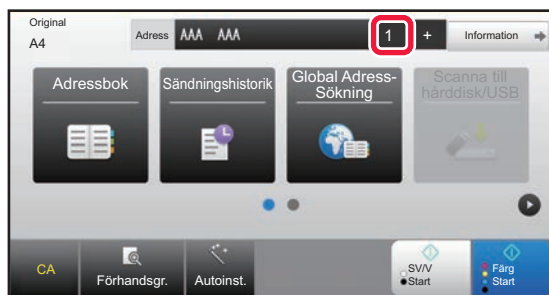 Original
A4
Adress AAA AAA 1 + Information
Adressbok
Sändningshistorik
Global Adress-
Sökning
Scanna till
hårddisk/USB
CA
Förhandsgr.
Autoinst.
SV/V
Start
Färg
Start